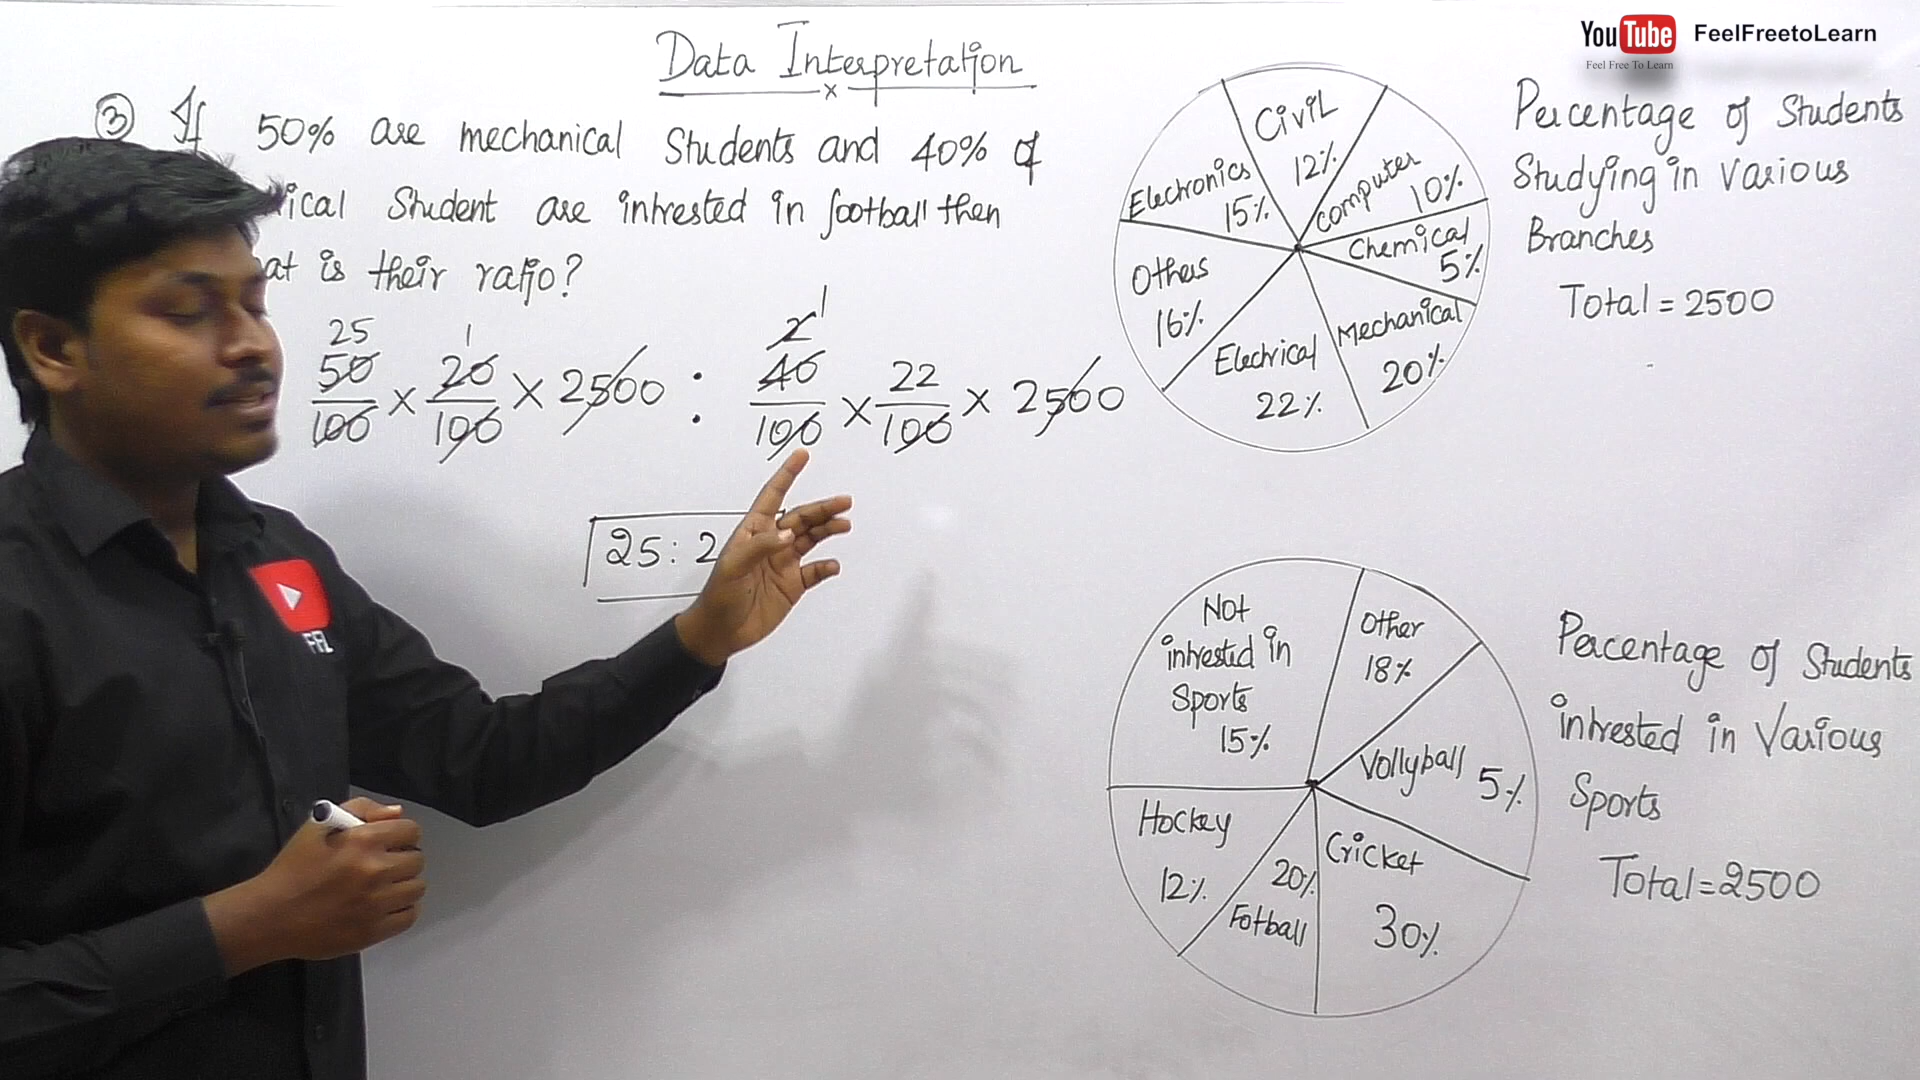 Data Interpretation
x
③ If 50% are mechanical Students and 40% of
ical Student are intrested in football then
at is their ratio?
25 1 2 1
50/100 x 20/100 x 2500 : 40/100 x 22/100 x 2500
25 : 2
Civil
12%
Computer
10%
Chemical
5%
Mechanical
20%
Electrical
22%
Others
16%
Electronics
15%
Percentage of Students
Studying in Various
Branches
Total = 2500
Not
intrested in
Sports
15%
Other
18%
Vollyball 5%
Cricket
30%
20%
Fotball
Hockey
12%
Percentage of Students
intrested in Various
Sports
Total=2500
YouTube FeelFreetoLearn
Feel Free To Learn
FFL